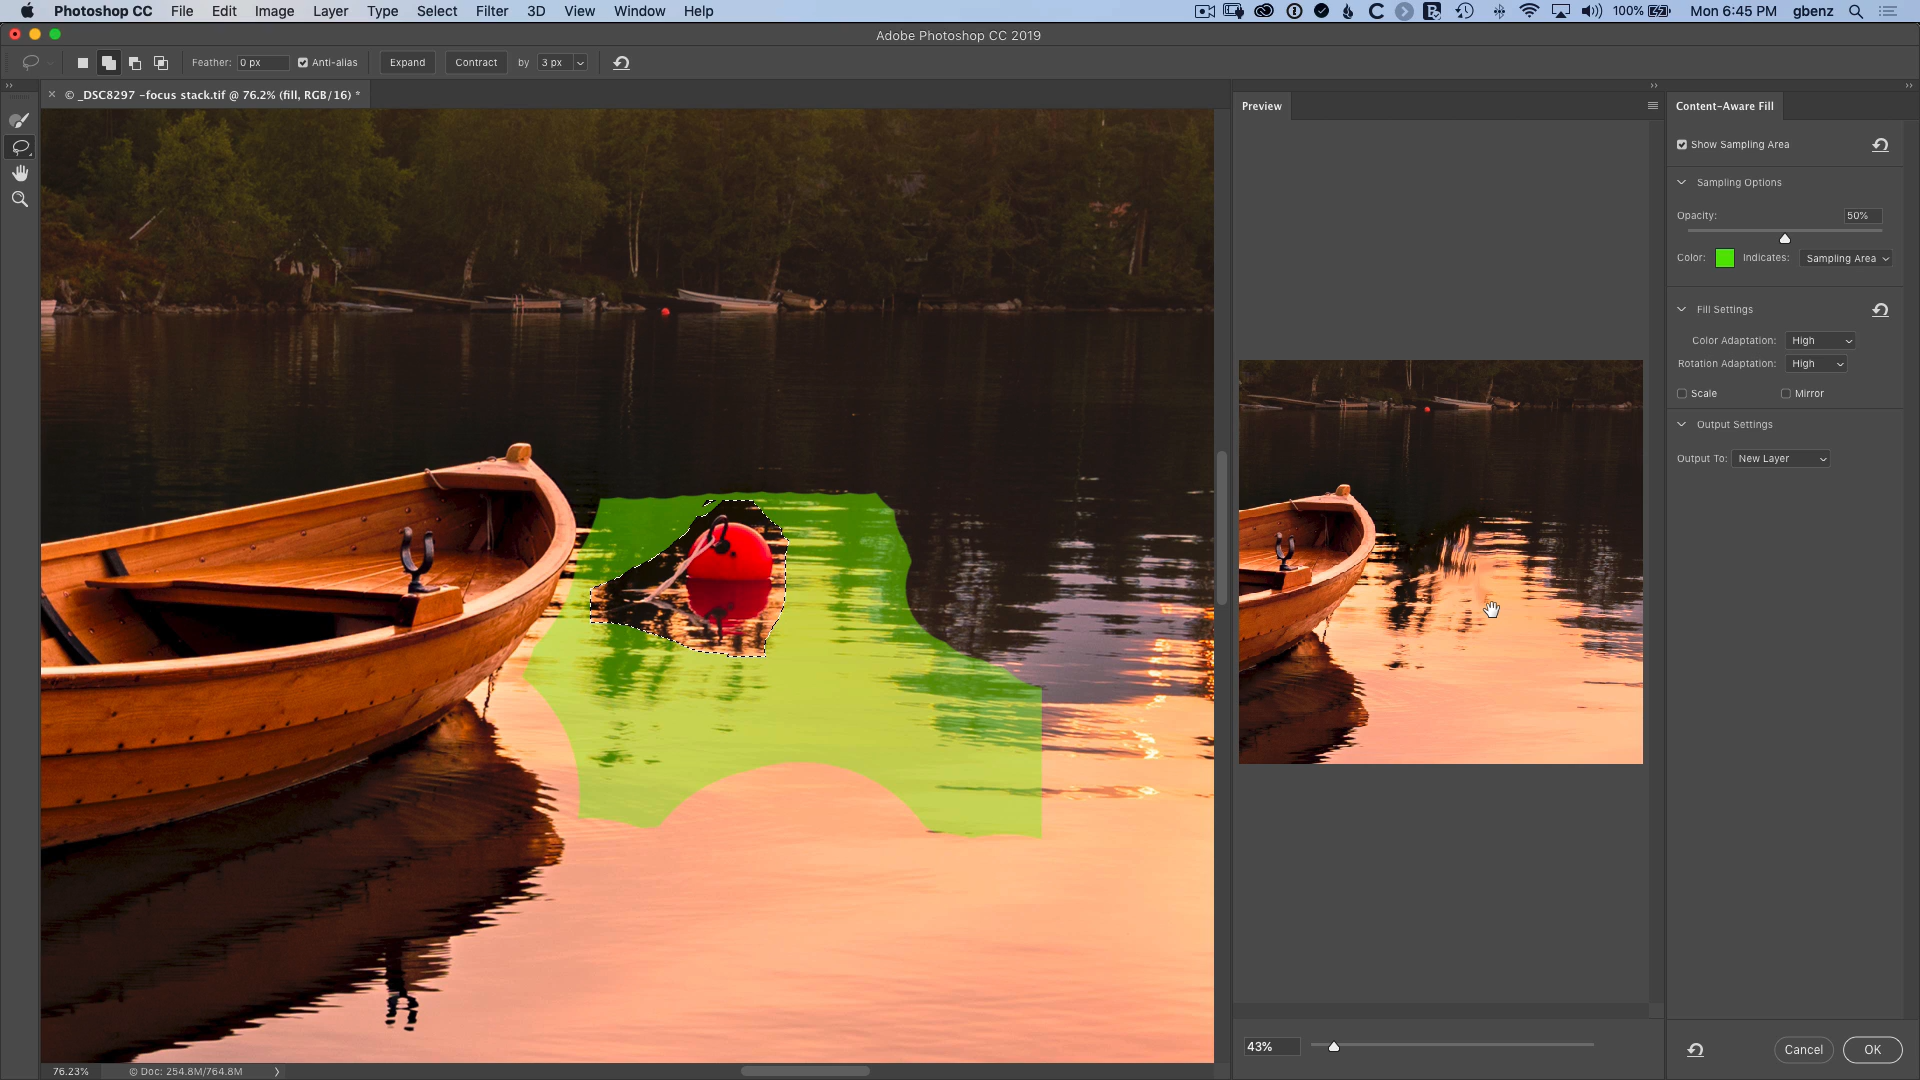 Photoshop CC File Edit Image Layer Type Select Filter 3D View Window Help 100% Mon 6:45 PM gbenz
Adobe Photoshop CC 2019
Feather: 0 px Anti-alias Expand Contract by 3 px
© _DSC8297 -focus stack.tif @ 76.2% (fill, RGB/16) *
Preview
Content-Aware Fill
Show Sampling Area
Sampling Options
Opacity: 50%
Color: Indicates: Sampling Area
Fill Settings
Color Adaptation: High
Rotation Adaptation: High
Scale Mirror
Output Settings
Output To: New Layer
43%
Cancel OK
76.23% © Doc: 254.8M/764.8M